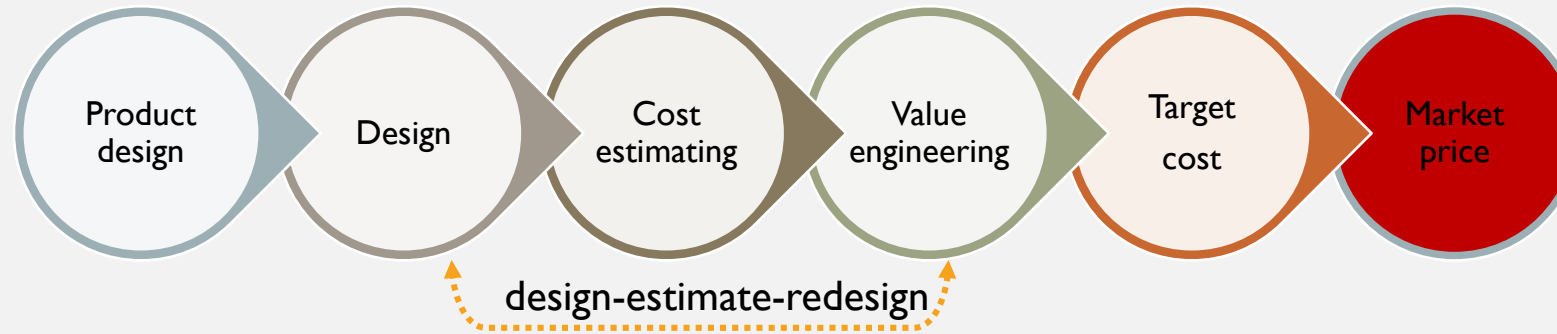 Product
design
Design
Cost
estimating
Value
engineering
Target
cost
Market
price
design-estimate-redesign